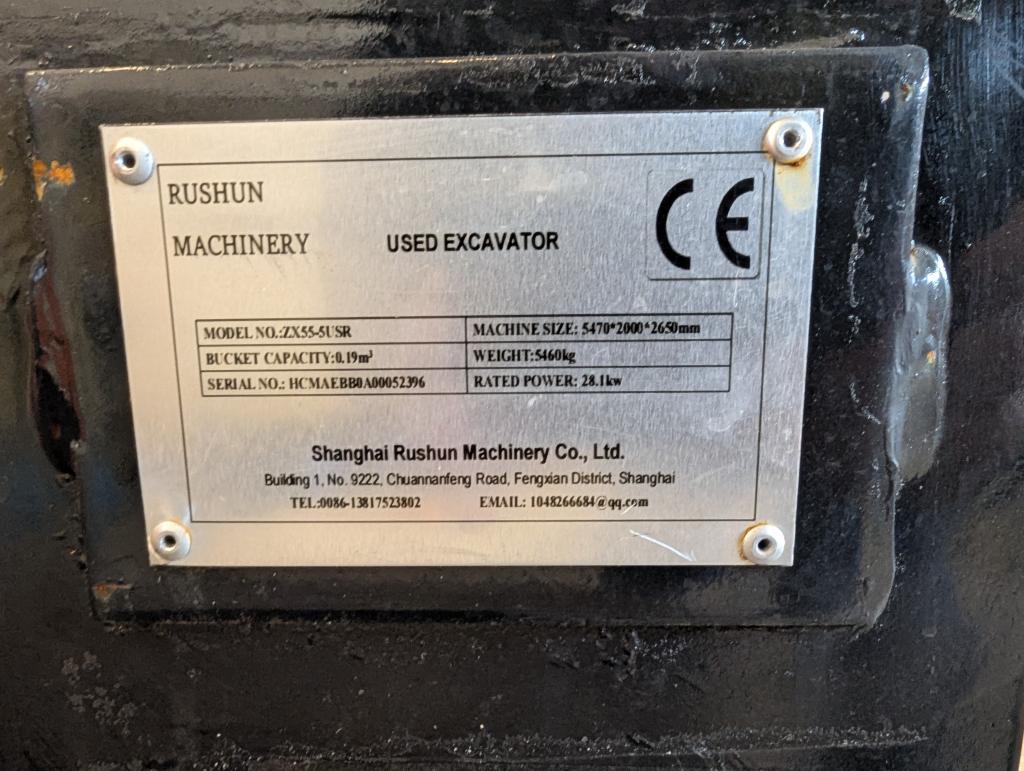 RUSHUN
MACHINERY
USED EXCAVATOR
CE
MODEL NO.:ZX55-5USR
MACHINE SIZE: 5470*2000*2650mm
BUCKET CAPACITY:0.19m³
WEIGHT:5460kg
SERIAL NO.: HCMAEBB0A00052396
RATED POWER: 28.1kw
Shanghai Rushun Machinery Co., Ltd.
Building 1, No. 9222, Chuannanfeng Road, Fengxian District, Shanghai
TEL:0086-13817523802
EMAIL: 1048266684@qq.com